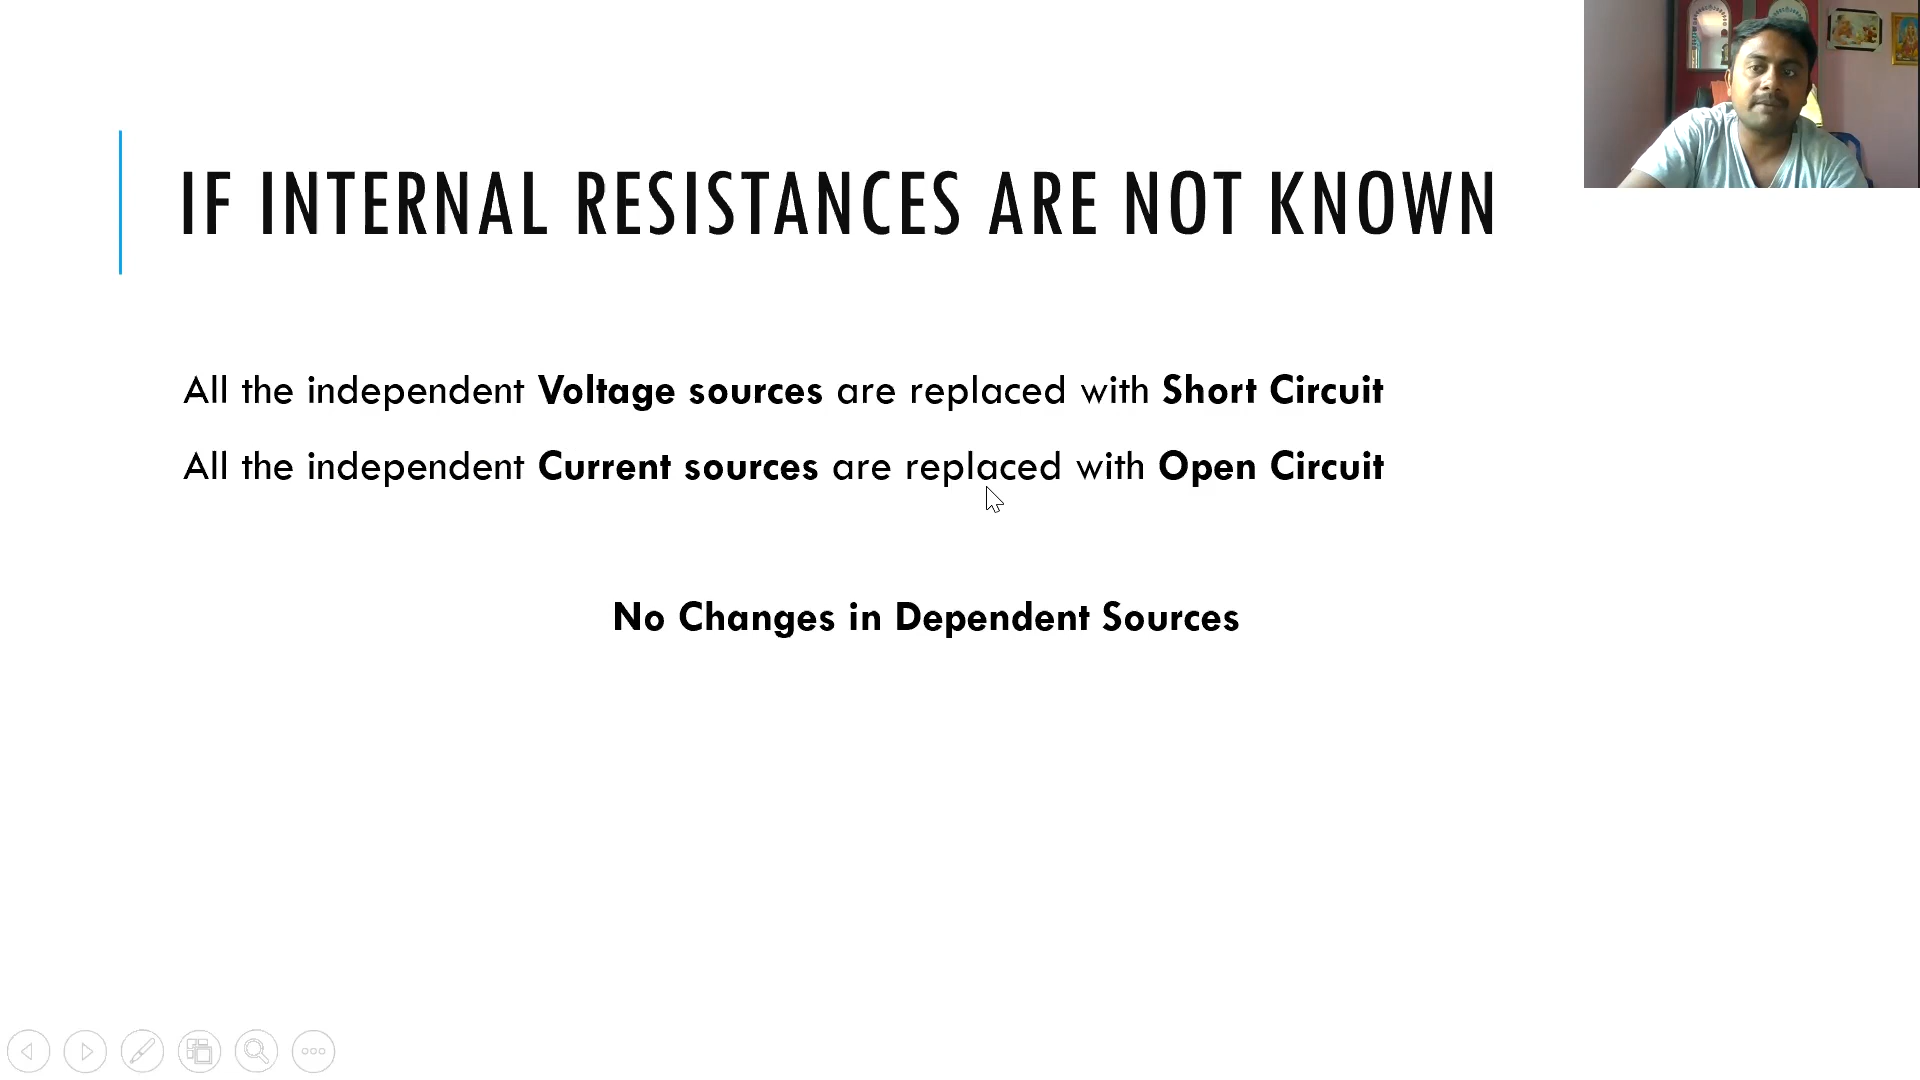 IF INTERNAL RESISTANCES ARE NOT KNOWN
All the independent Voltage sources are replaced with Short Circuit
All the independent Current sources are replaced with Open Circuit
No Changes in Dependent Sources